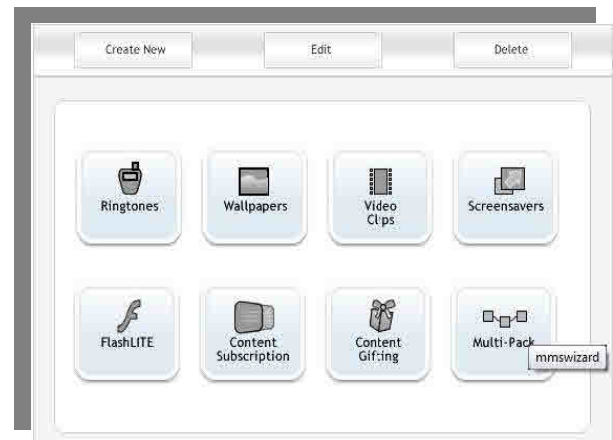 Create New Edit Delete
Ringtones Wallpapers Video Clips Screensavers
FlashLITE Content Subscription Content Gifting Multi-Pack
mmswizard